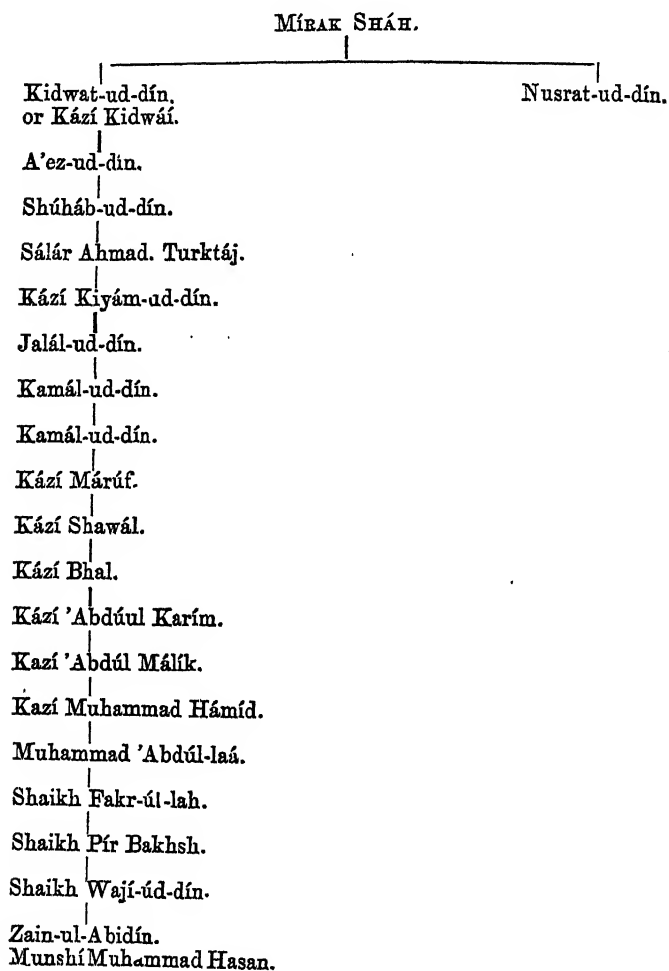 MÍRAK SHÁH.
Kidwat-ud-dín, Nusrat-ud-dín.
or Kází Kidwáí.
A'ez-ud-din.
Shúháb-ud-dín.
Sálár Ahmad. Turktáj.
Kází Kiyám-ud-dín.
Jalál-ud-dín.
Kamál-ud-dín.
Kamál-ud-dín.
Kází Márúf.
Kází Shawál.
Kází Bhal.
Kází 'Abdúul Karím.
Kazí 'Abdúl Málík.
Kazí Muhammad Hámíd.
Muhammad 'Abdúl-laá.
Shaikh Fakr-úl-lah.
Shaikh Pír Bakhsh.
Shaikh Wají-úd-dín.
Zain-ul-Abidín.
Munshí Muhammad Hasan.